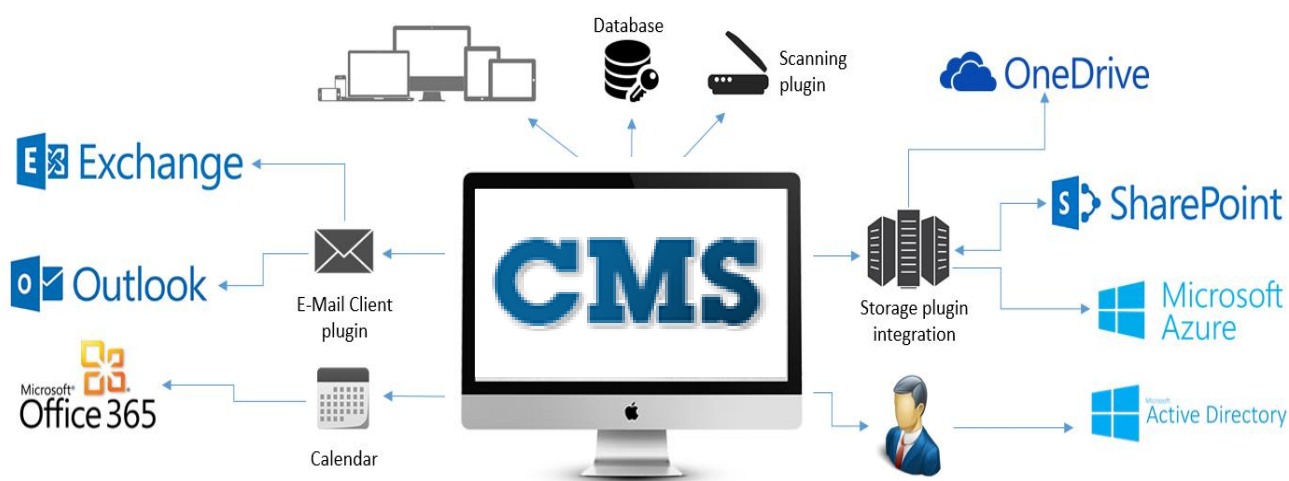 Database
Scanning
plugin
OneDrive
E
Exchange
S
SharePoint
CMS
o
Outlook
E-Mail Client
plugin
Storage plugin
integration
Microsoft
Azure
Microsoft
Office 365
Calendar
Microsoft
Active Directory